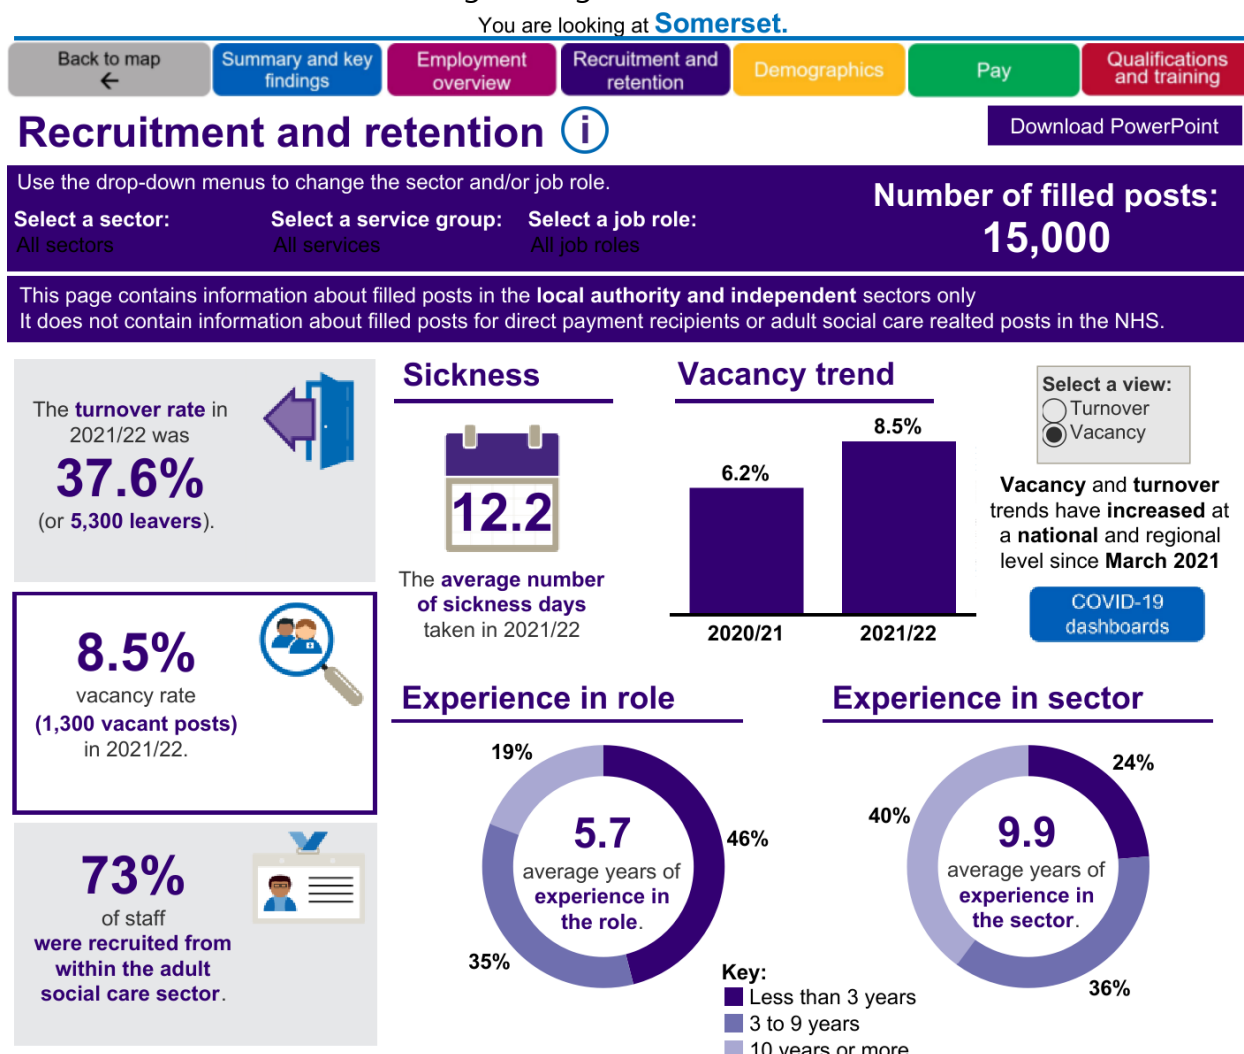 You are looking at Somerset.
Back to map
←
Summary and key
findings
Employment
overview
Recruitment and
retention
Demographics
Pay
Qualifications
and training
Recruitment and retention i
Download PowerPoint
Use the drop-down menus to change the sector and/or job role.
Select a sector:
All sectors
Select a service group:
All services
Select a job role:
All job roles
Number of filled posts:
15,000
This page contains information about filled posts in the local authority and independent sectors only
It does not contain information about filled posts for direct payment recipients or adult social care realted posts in the NHS.
The turnover rate in
2021/22 was
37.6%
(or 5,300 leavers).
8.5%
vacancy rate
(1,300 vacant posts)
in 2021/22.
73%
of staff
were recruited from
within the adult
social care sector.
Sickness
12.2
The average number
of sickness days
taken in 2021/22
Vacancy trend
6.2%
8.5%
2020/21
2021/22
Select a view:
Turnover
Vacancy
Vacancy and turnover
trends have increased at
a national and regional
level since March 2021
COVID-19
dashboards
Experience in role
19%
46%
35%
5.7
average years of
experience in
the role.
Experience in sector
24%
40%
36%
9.9
average years of
experience in
the sector.
Key:
Less than 3 years
3 to 9 years
10 years or more